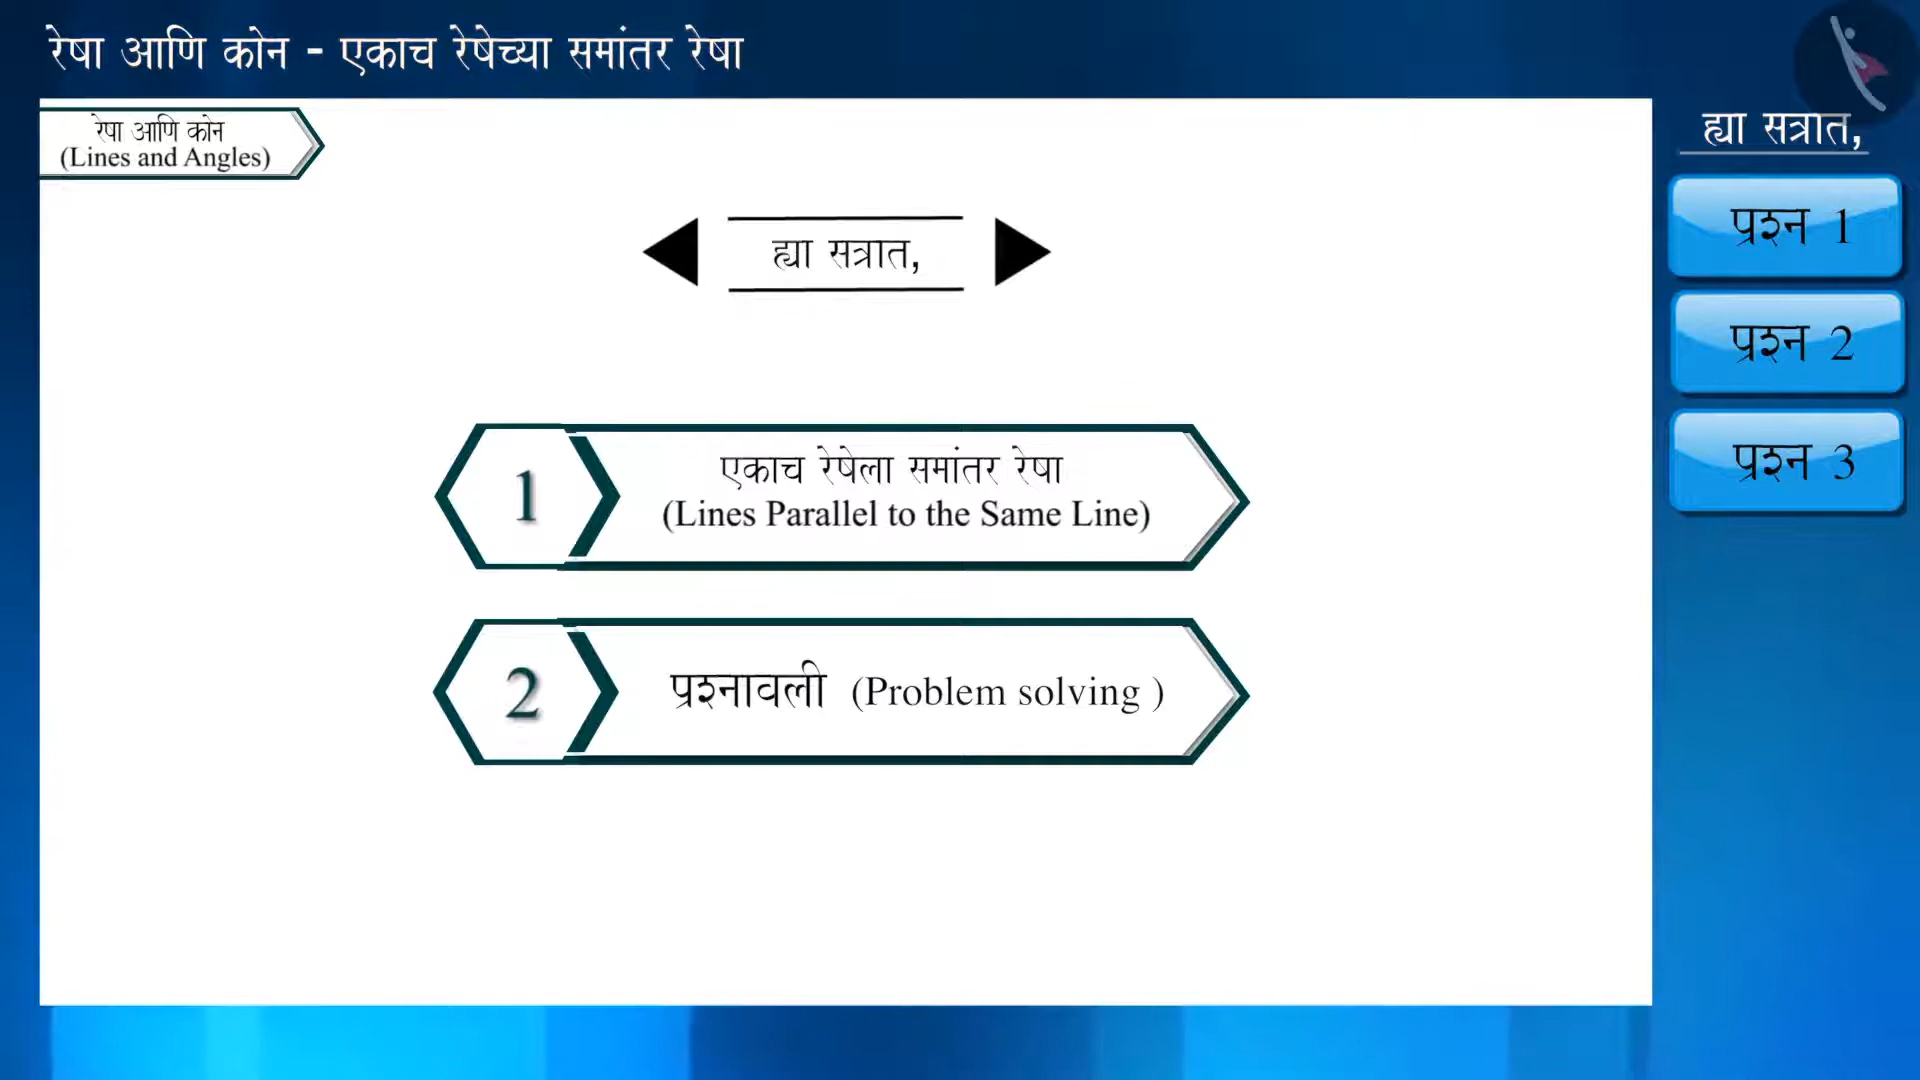 रेषा आणि कोन - एकाच रेषेच्या समांतर रेषा
रेषा आणि कोन
(Lines and Angles)
ह्या सत्रात,
1
एकाच रेषेला समांतर रेषा
(Lines Parallel to the Same Line)
2
प्रश्नावली (Problem solving )
ह्या सत्रात,
प्रश्न 1
प्रश्न 2
प्रश्न 3